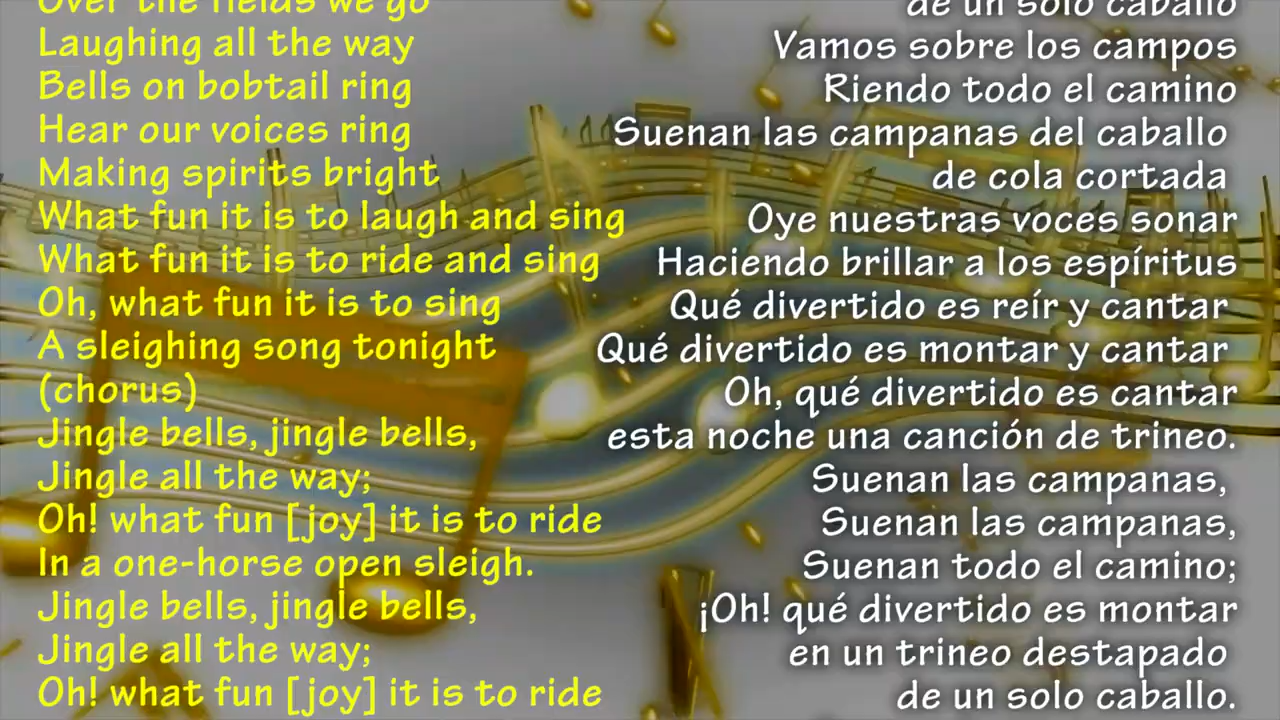 Over the fields we go
Laughing all the way
Bells on bobtail ring
Hear our voices ring
Making spirits bright
What fun it is to laugh and sing
What fun it is to ride and sing
Oh, what fun it is to sing
A sleighing song tonight
(chorus)
Jingle bells, jingle bells,
Jingle all the way;
Oh! what fun [joy] it is to ride
In a one-horse open sleigh.
Jingle bells, jingle bells,
Jingle all the way;
Oh! what fun [joy] it is to ride
de un solo caballo
Vamos sobre los campos
Riendo todo el camino
Suenan las campanas del caballo
de cola cortada
Oye nuestras voces sonar
Haciendo brillar a los espíritus
Qué divertido es reír y cantar
Qué divertido es montar y cantar
Oh, qué divertido es cantar
esta noche una canción de trineo.
Suenan las campanas,
Suenan las campanas,
Suenan todo el camino;
¡Oh! qué divertido es montar
en un trineo destapado
de un solo caballo.